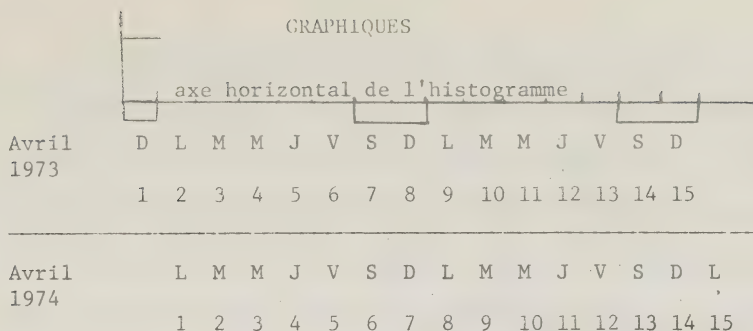 GRAPHIQUES
axe horizontal de l'histogramme
Avril D L M M J V S D L M M J V S D
1973
1 2 3 4 5 6 7 8 9 10 11 12 13 14 15
Avril L M M J V S D L M M J V S D L
1974
1 2 3 4 5 6 7 8 9 10 11 12 13 14 15